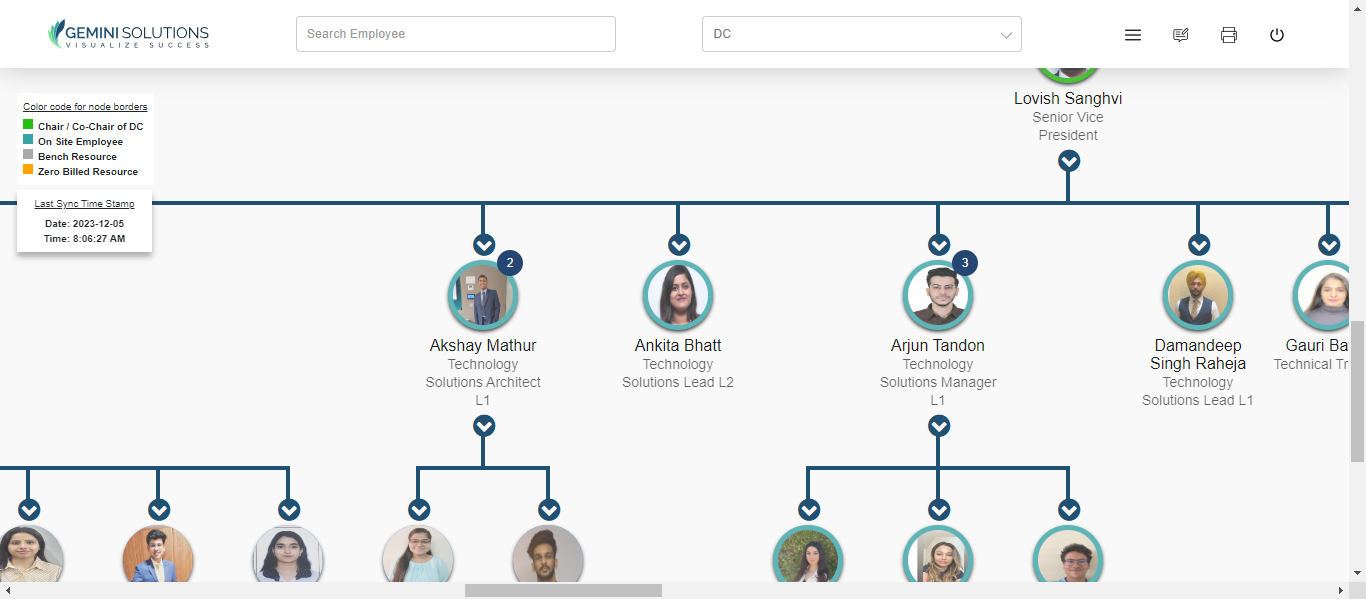 GEMINI SOLUTIONS
VISUALIZE SUCCESS
Search Employee
DC
Color code for node borders
Chair / Co-Chair of DC
On Site Employee
Bench Resource
Zero Billed Resource
Last Sync Time Stamp
Date: 2023-12-05
Time: 8:06:27 AM
Lovish Sanghvi
Senior Vice
President
2
Akshay Mathur
Technology
Solutions Architect
L1
Ankita Bhatt
Technology
Solutions Lead L2
3
Arjun Tandon
Technology
Solutions Manager
L1
Damandeep
Singh Raheja
Technology
Solutions Lead L1
Gauri Ba
Technical Tr